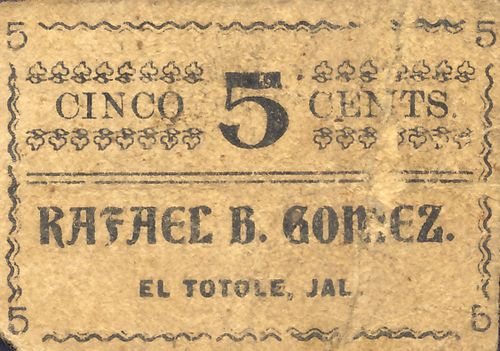 5 5
CINCO 5 CENTS.
RAFAEL B. GOMEZ.
EL TOTOLE, JAL
5 5